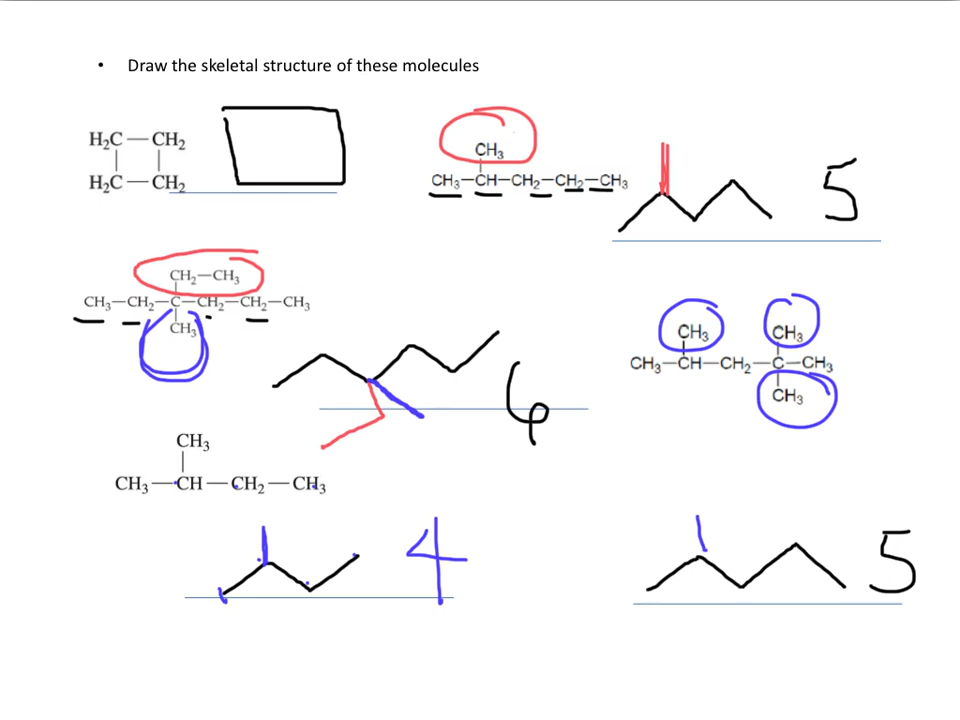 • Draw the skeletal structure of these molecules
H₂C—CH₂
H₂C—CH₂
CH₃
CH₃—CH—CH₂—CH₂—CH₃
5
CH₂—CH₃
CH₃—CH₂—C—CH₂—CH₂—CH₃
CH₃
6
CH₃ CH₃
CH₃—CH—CH₂—C—CH₃
CH₃
CH₃
CH₃—CH—CH₂—CH₃
4
5